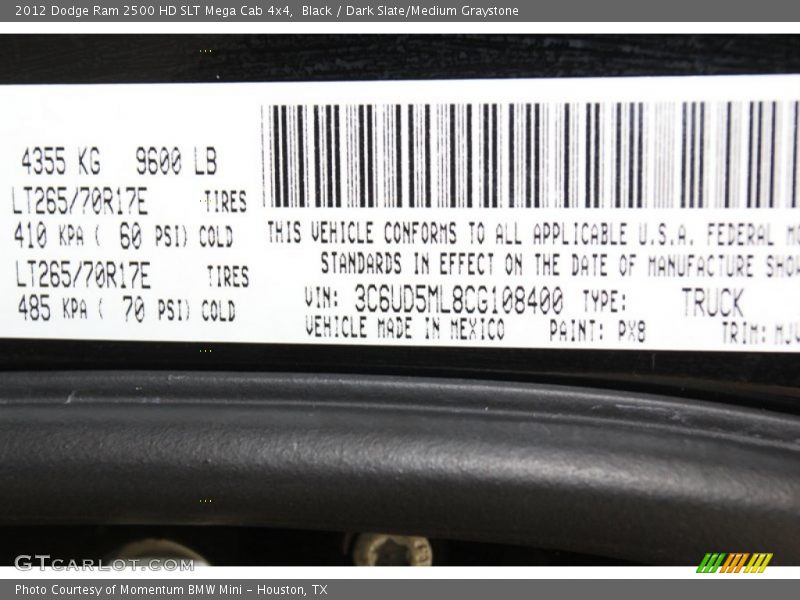 2012 Dodge Ram 2500 HD SLT Mega Cab 4x4,  Black / Dark Slate/Medium Graystone
4355 KG 9600 LB
LT265/70R17E TIRES
410 KPA ( 60 PSI) COLD
LT265/70R17E TIRES
485 KPA ( 70 PSI) COLD
THIS VEHICLE CONFORMS TO ALL APPLICABLE U.S.A. FEDERAL
STANDARDS IN EFFECT ON THE DATE OF MANUFACTURE
VIN: 3C6UD5ML8CG108400 TYPE: TRUCK
VEHICLE MADE IN MEXICO PAINT: PX8 TRIM:
GTCARLOT.COM
Photo Courtesy of Momentum BMW Mini - Houston, TX